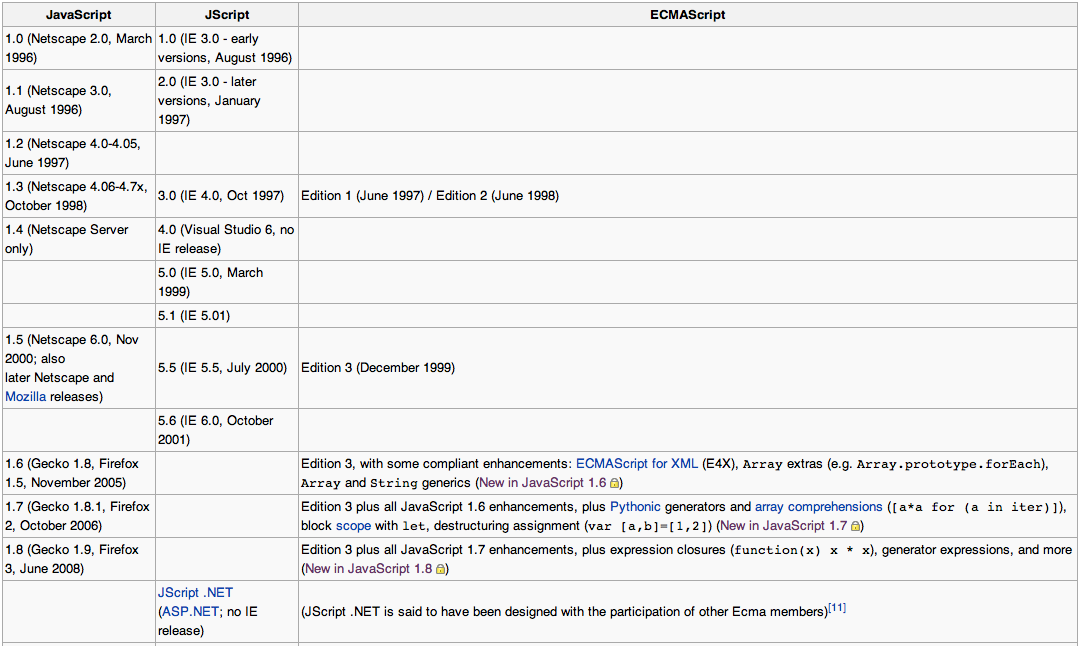 JavaScript JScript ECMAScript
1.0 (Netscape 2.0, March
1996)
1.0 (IE 3.0 - early
versions, August 1996)
1.1 (Netscape 3.0,
August 1996)
2.0 (IE 3.0 - later
versions, January
1997)
1.2 (Netscape 4.0-4.05,
June 1997)
1.3 (Netscape 4.06-4.7x,
October 1998)
3.0 (IE 4.0, Oct 1997)
Edition 1 (June 1997) / Edition 2 (June 1998)
1.4 (Netscape Server
only)
4.0 (Visual Studio 6, no
IE release)
5.0 (IE 5.0, March
1999)
5.1 (IE 5.01)
1.5 (Netscape 6.0, Nov
2000; also
later Netscape and
Mozilla releases)
5.5 (IE 5.5, July 2000)
Edition 3 (December 1999)
5.6 (IE 6.0, October
2001)
1.6 (Gecko 1.8, Firefox
1.5, November 2005)
Edition 3, with some compliant enhancements: ECMAScript for XML (E4X), Array extras (e.g. Array.prototype.forEach),
Array and String generics (New in JavaScript 1.6)
1.7 (Gecko 1.8.1, Firefox
2, October 2006)
Edition 3 plus all JavaScript 1.6 enhancements, plus Pythonic generators and array comprehensions ([a*a for (a in iter)]),
block scope with let, destructuring assignment (var [a,b]=[1,2]) (New in JavaScript 1.7)
1.8 (Gecko 1.9, Firefox
3, June 2008)
Edition 3 plus all JavaScript 1.7 enhancements, plus expression closures (function(x) x * x), generator expressions, and more
(New in JavaScript 1.8)
JScript .NET
(ASP.NET; no IE
release)
(JScript .NET is said to have been designed with the participation of other Ecma members)[11]